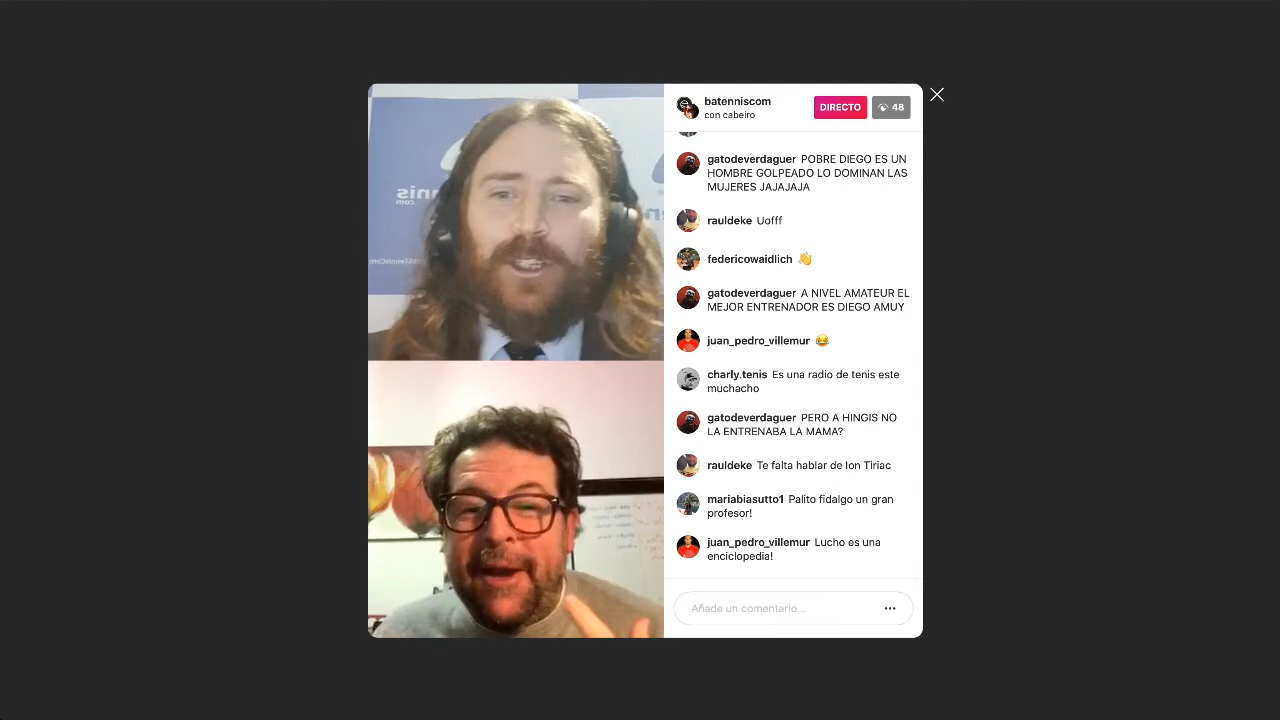 batenniscom
con cabeiro
DIRECTO
48
gatodeverdaguer POBRE DIEGO ES UN
HOMBRE GOLPEADO LO DOMINAN LAS
MUJERES JAJAJAJA
rauldeke Uofff
federicowaidlich 👋
gatodeverdaguer A NIVEL AMATEUR EL
MEJOR ENTRENADOR ES DIEGO AMUY
juan_pedro_villemur 😂
charly.tenis Es una radio de tenis este
muchacho
gatodeverdaguer PERO A HINGIS NO
LA ENTRENABA LA MAMA?
rauldeke Te falta hablar de Ion Tiriac
mariabiasutto1 Palito fidalgo un gran
profesor!
juan_pedro_villemur Lucho es una
enciclopedia!
Añade un comentario...